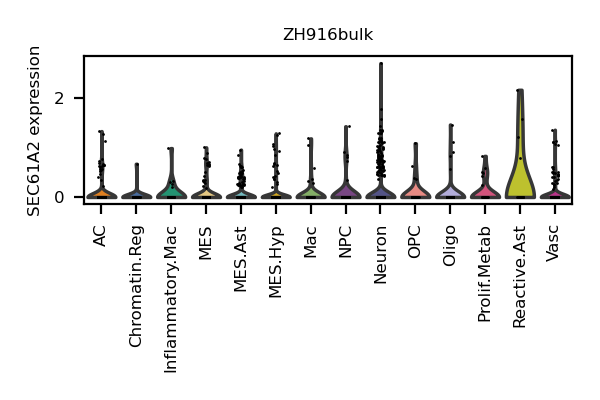 ZH916bulk
SEC61A2 expression
2
0
AC
Chromatin.Reg
Inflammatory.Mac
MES
MES.Ast
MES.Hyp
Mac
NPC
Neuron
OPC
Oligo
Prolif.Metab
Reactive.Ast
Vasc